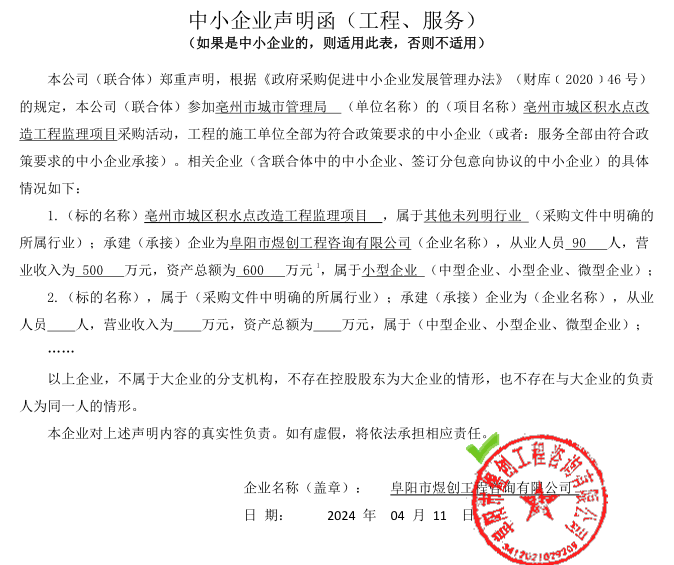 中小企业声明函（工程、服务）
（如果是中小企业的，则适用此表，否则不适用）
本公司（联合体）郑重声明，根据《政府采购促进中小企业发展管理办法》（财库﹝2020﹞46 号）
的规定，本公司（联合体）参加亳州市城市管理局 （单位名称）的（项目名称）亳州市城区积水点改
造工程监理项目采购活动，工程的施工单位全部为符合政策要求的中小企业（或者：服务全部由符合政
策要求的中小企业承接）。相关企业（含联合体中的中小企业、签订分包意向协议的中小企业）的具体
情况如下：
1.（标的名称）亳州市城区积水点改造工程监理项目 ，属于其他未列明行业 （采购文件中明确的
所属行业）；承建（承接）企业为阜阳市煜创工程咨询有限公司（企业名称），从业人员 90 人，营
业收入为 500 万元，资产总额为 600 万元¹，属于小型企业 （中型企业、小型企业、微型企业）；
2.（标的名称），属于（采购文件中明确的所属行业）；承建（承接）企业为（企业名称），从业
人员____人，营业收入为____万元，资产总额为____万元，属于（中型企业、小型企业、微型企业）；
……
以上企业，不属于大企业的分支机构，不存在控股股东为大企业的情形，也不存在与大企业的负责
人为同一人的情形。
本企业对上述声明内容的真实性负责。如有虚假，将依法承担相应责任。
企业名称（盖章）： 阜阳市煜创工程咨询有限公司
日 期： 2024 年 04 月 11 日
阜阳市煜创工程咨询有限公司
3412021029209